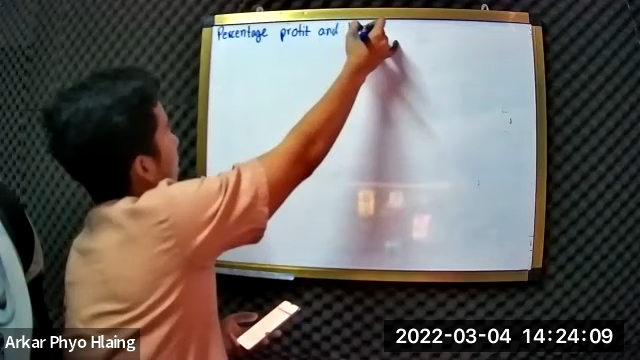 Percentage profit and
Arkar Phyo Hlaing
2022-03-04 14:24:09